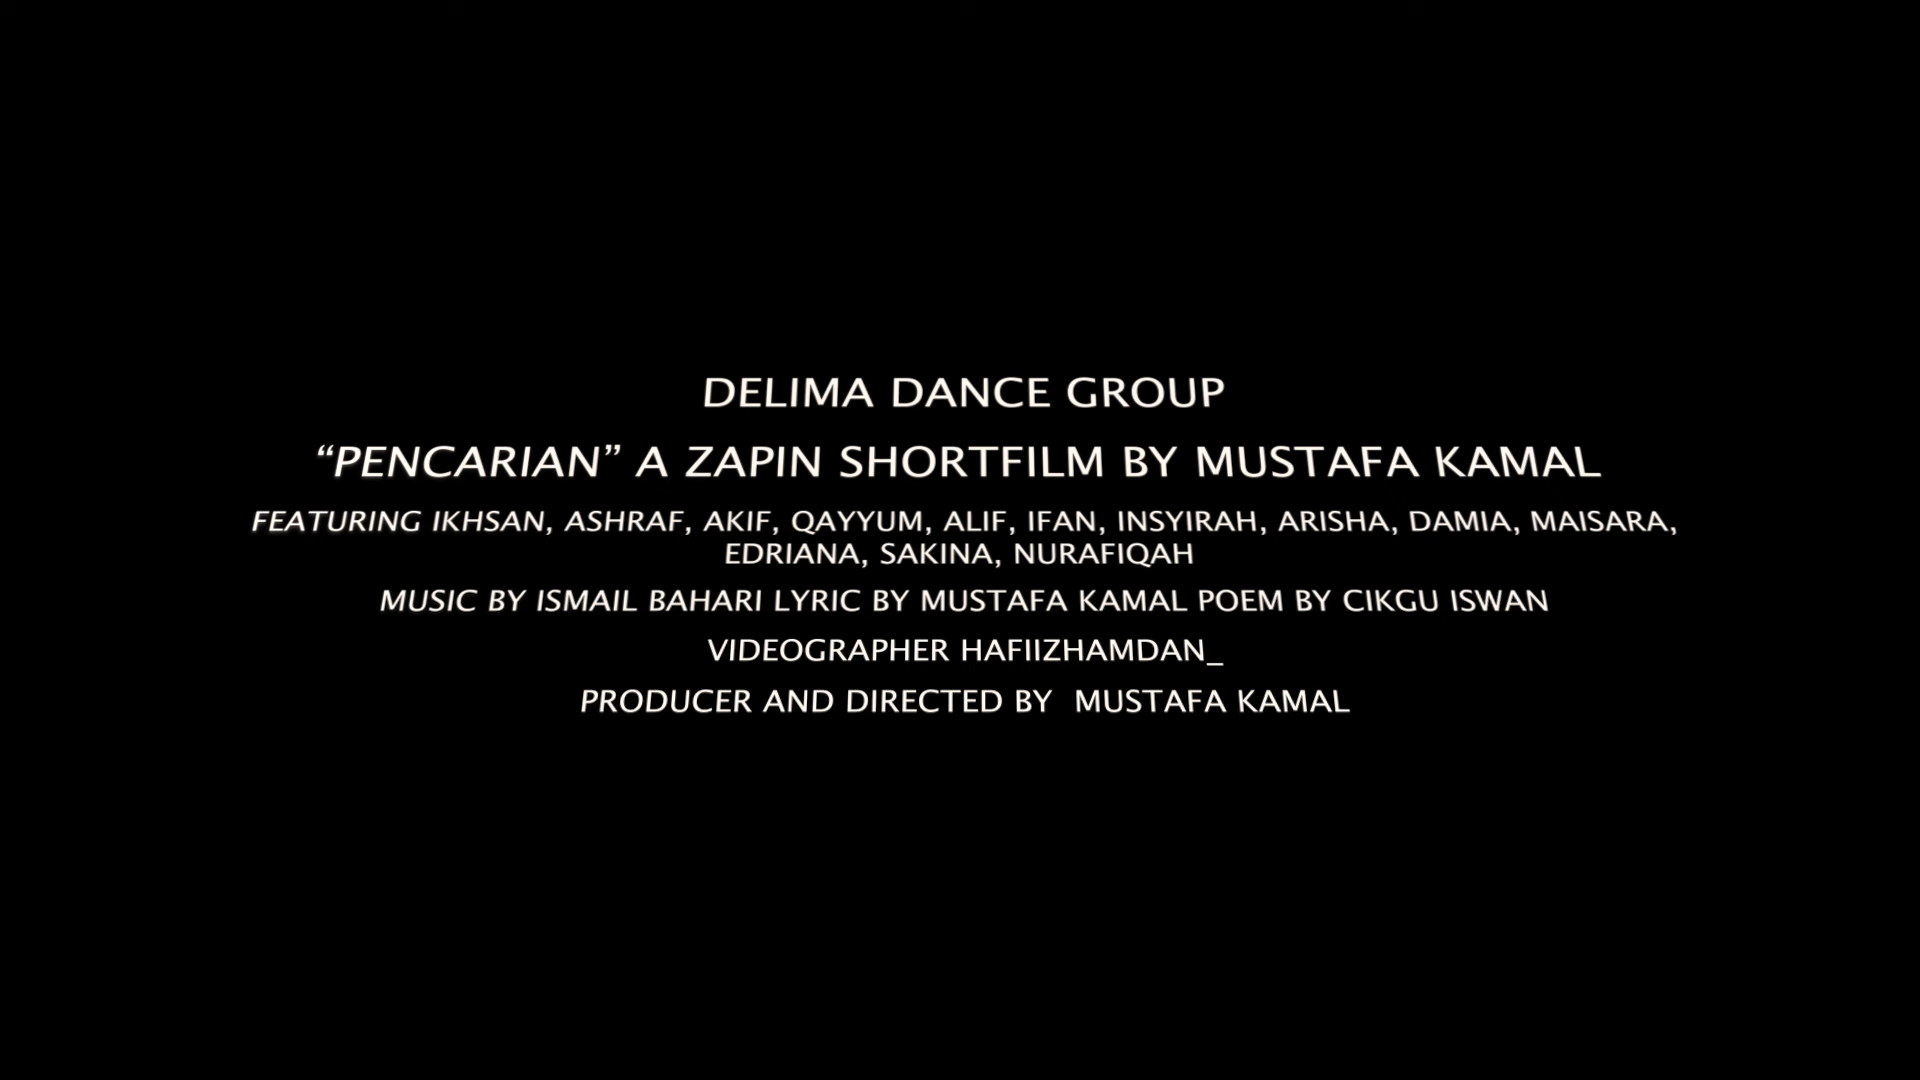 DELIMA DANCE GROUP
“PENCARIAN” A ZAPIN SHORTFILM BY MUSTAFA KAMAL
FEATURING IKHSAN, ASHRAF, AKIF, QAYYUM, ALIF, IFAN, INSYIRAH, ARISHA, DAMIA, MAISARA,
EDRIANA, SAKINA, NURAFIQAH
MUSIC BY ISMAIL BAHARI LYRIC BY MUSTAFA KAMAL POEM BY CIKGU ISWAN
VIDEOGRAPHER HAFIIZHAMDAN_
PRODUCER AND DIRECTED BY  MUSTAFA KAMAL